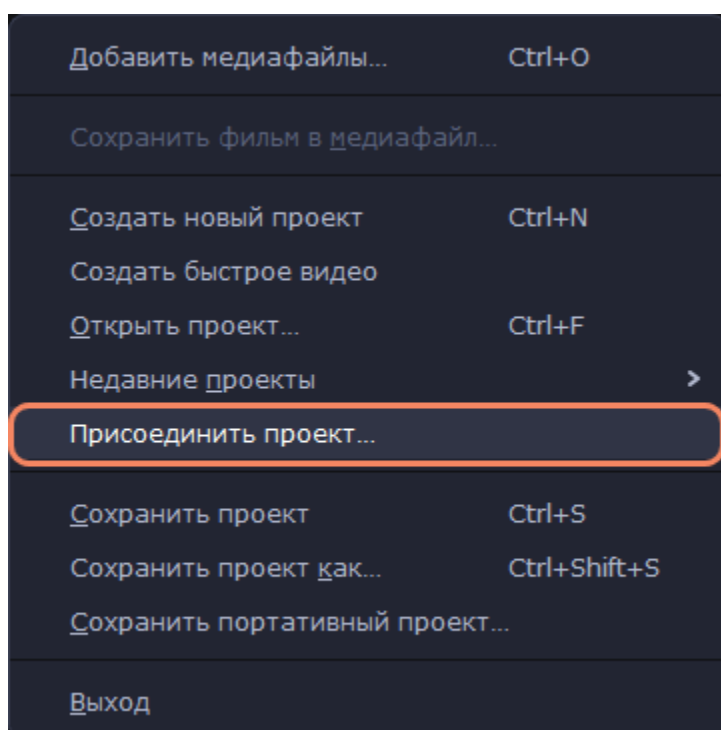 Добавить медиафайлы... Ctrl+O
Сохранить фильм в медиафайл...
Создать новый проект Ctrl+N
Создать быстрое видео
Открыть проект... Ctrl+F
Недавние проекты >
Присоединить проект...
Сохранить проект Ctrl+S
Сохранить проект как... Ctrl+Shift+S
Сохранить портативный проект...
Выход